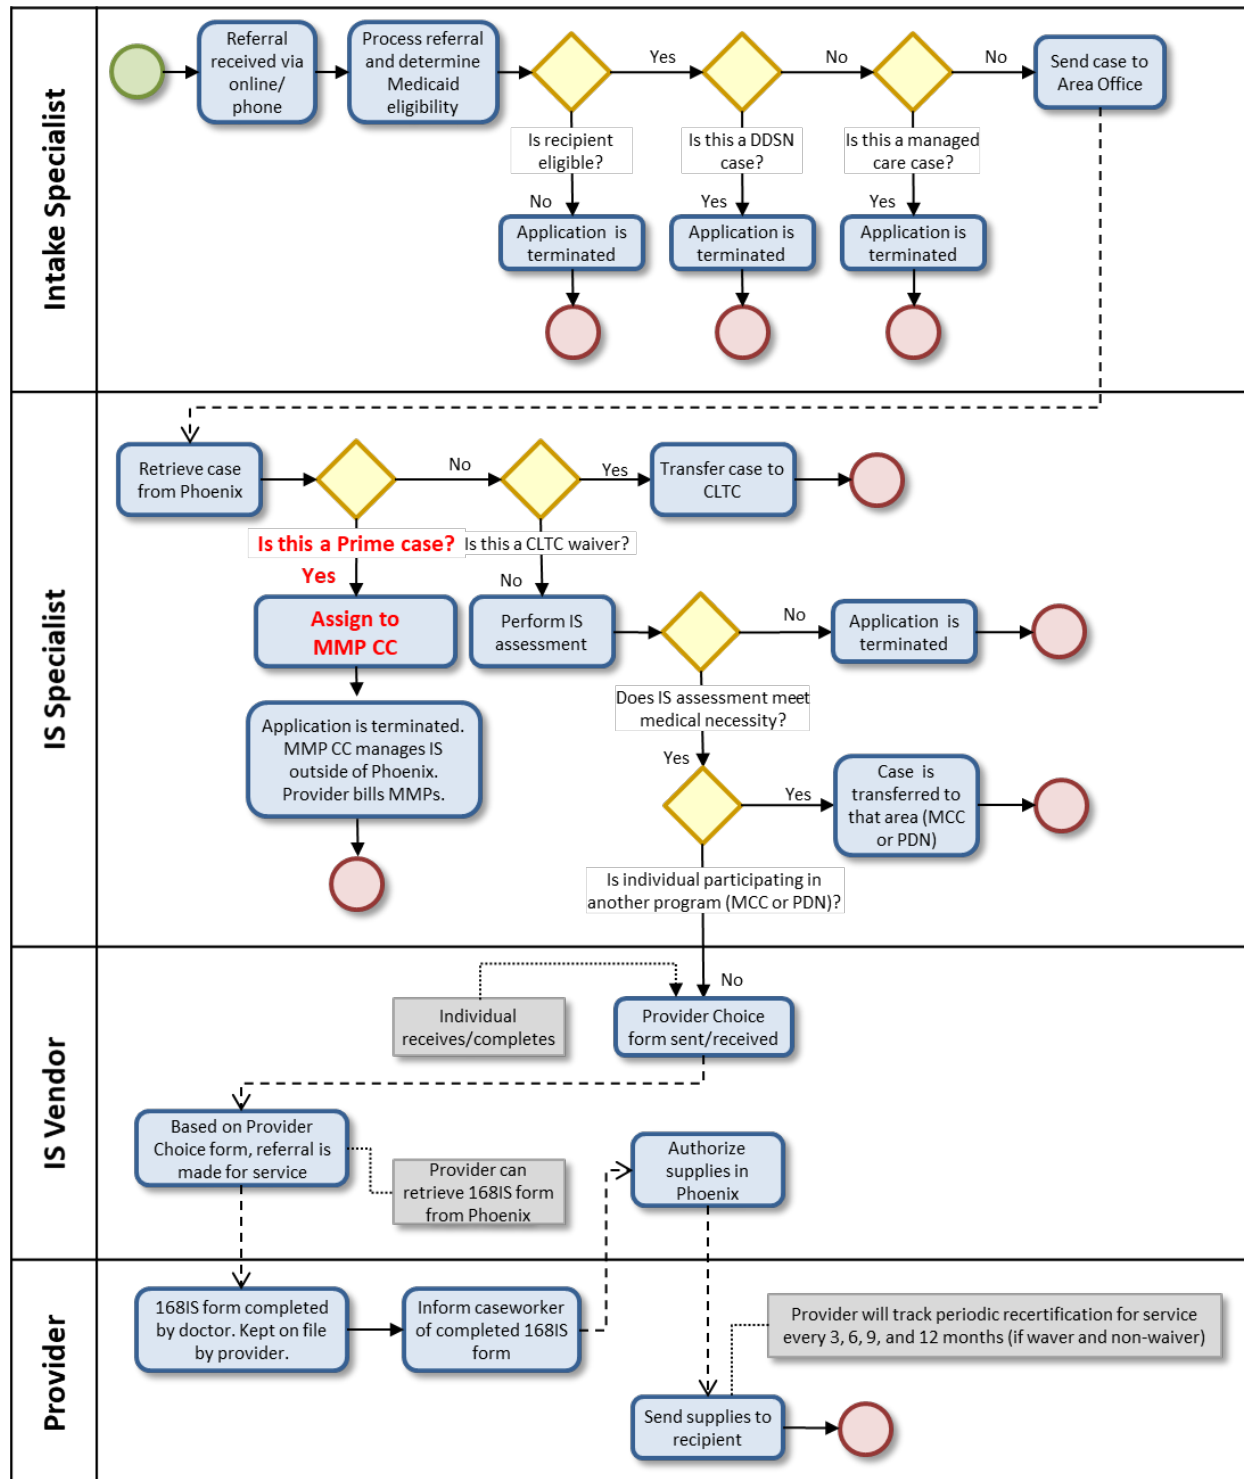 Intake Specialist
Referral
received via
online/
phone
Process referral
and determine
Medicaid
eligibility
Yes
No
No
Send case to
Area Office
Is recipient
eligible?
Is this a DDSN
case?
Is this a managed
care case?
No
Yes
Yes
Application is
terminated
Application is
terminated
Application is
terminated
IS Specialist
Retrieve case
from Phoenix
No
Yes
Transfer case to
CLTC
Is this a Prime case?
Is this a CLTC waiver?
Yes
No
Assign to
MMP CC
Perform IS
assessment
No
Application is
terminated
Does IS assessment meet
medical necessity?
Application is terminated.
MMP CC manages IS
outside of Phoenix.
Provider bills MMPs.
Yes
Yes
Case is
transferred to
that area (MCC
or PDN)
Is individual participating in
another program (MCC or PDN)?
IS Vendor
No
Individual
receives/completes
Provider Choice
form sent/received
Based on Provider
Choice form, referral is
made for service
Provider can
retrieve 168IS form
from Phoenix
Authorize
supplies in
Phoenix
Provider
168IS form completed
by doctor. Kept on file
by provider.
Inform caseworker
of completed 168IS
form
Provider will track periodic recertification for service
every 3, 6, 9, and 12 months (if waver and non-waiver)
Send supplies to
recipient